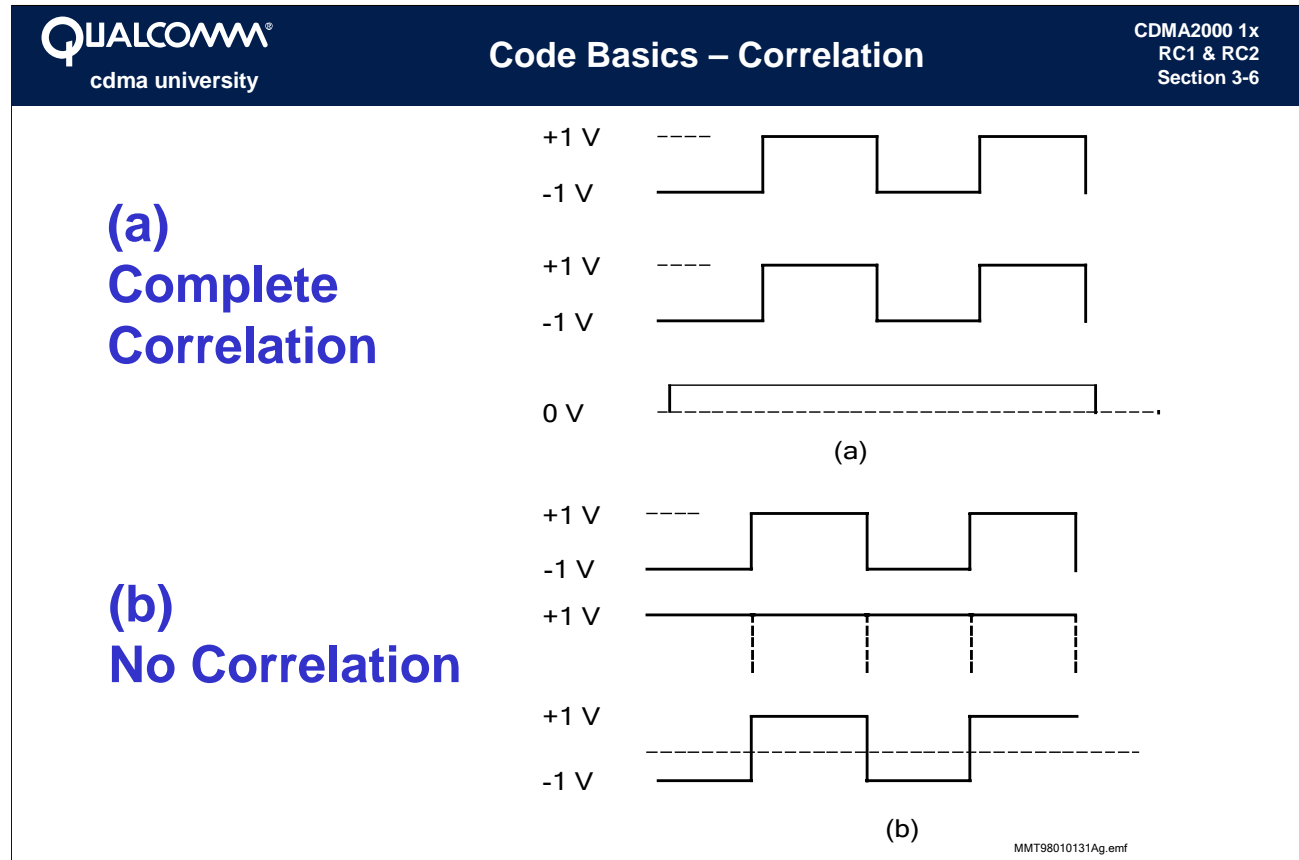 QUALCOMM®
cdma university
Code Basics – Correlation
CDMA2000 1x
RC1 & RC2
Section 3-6
(a)
Complete
Correlation
+1 V
-1 V
+1 V
-1 V
0 V
(a)
(b)
No Correlation
+1 V
-1 V
+1 V
+1 V
-1 V
(b)
MMT98010131Ag.emf